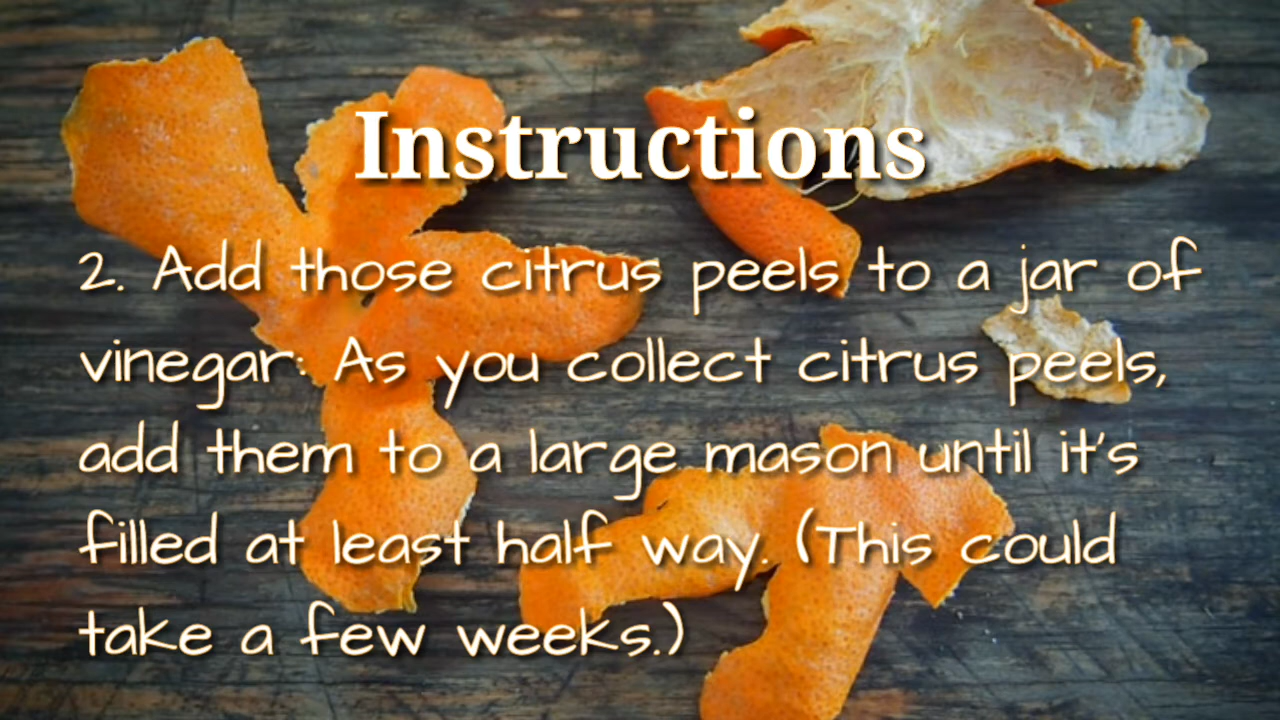 Instructions
2. Add those citrus peels to a jar of
vinegar: As you collect citrus peels,
add them to a large mason until it's
filled at least half way. (This could
take a few weeks.)